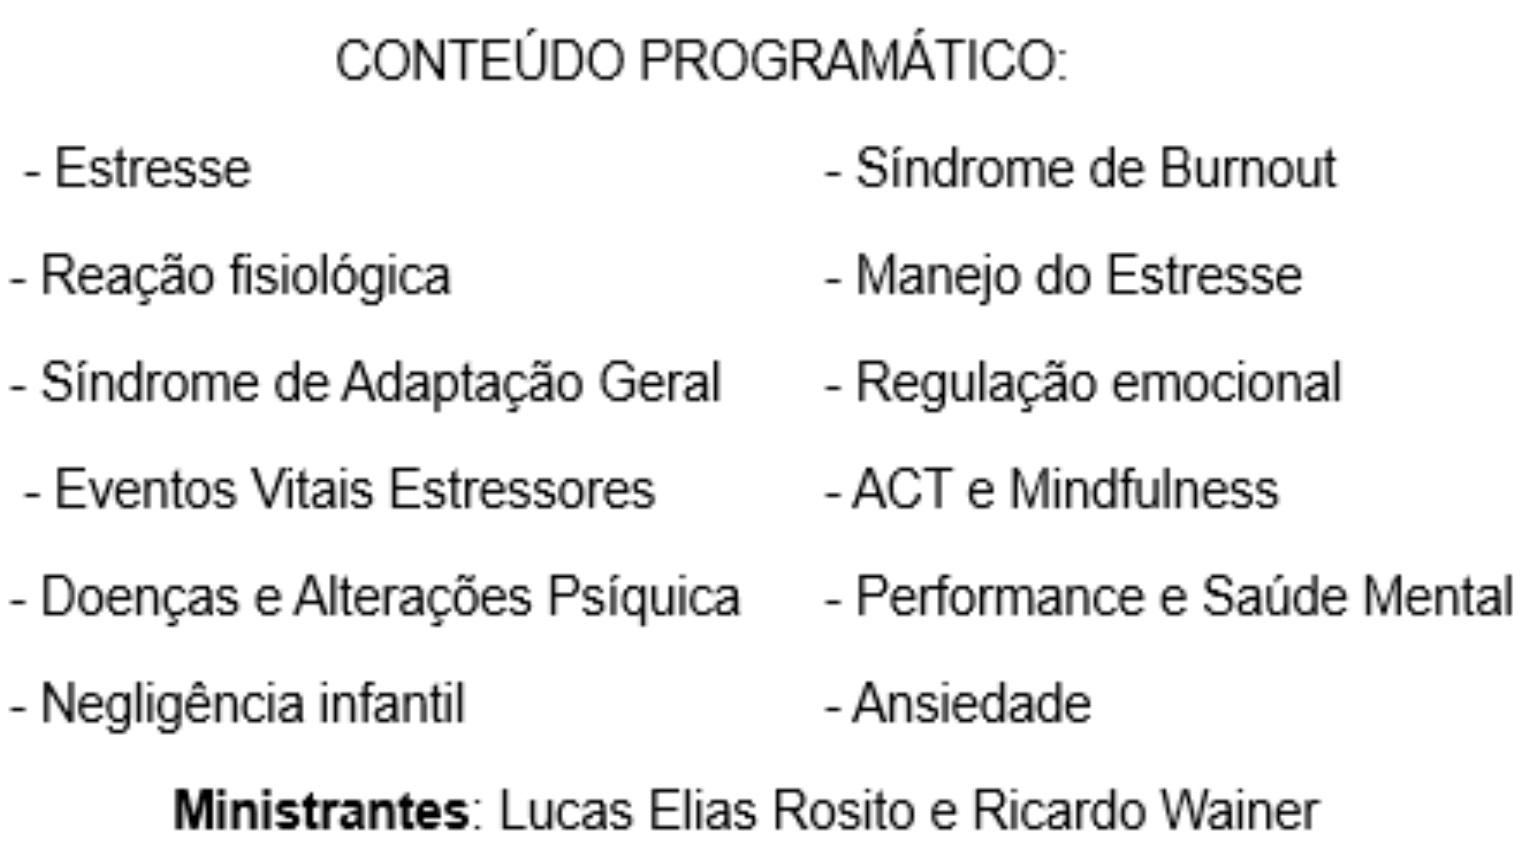 CONTEÚDO PROGRAMÁTICO:
- Estresse
- Reação fisiológica
- Síndrome de Adaptação Geral
- Eventos Vitais Estressores
- Doenças e Alterações Psíquica
- Negligência infantil
- Síndrome de Burnout
- Manejo do Estresse
- Regulação emocional
- ACT e Mindfulness
- Performance e Saúde Mental
- Ansiedade
Ministrantes: Lucas Elias Rosito e Ricardo Wainer